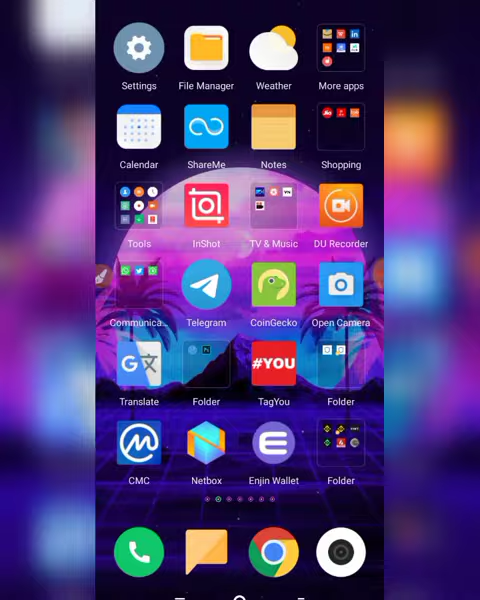 Settings File Manager Weather More apps
Calendar ShareMe Notes Shopping
Tools InShot TV & Music DU Recorder
Communica... Telegram CoinGecko Open Camera
G 文
#YOU
Translate Folder TagYou Folder
CMC Netbox Enjin Wallet Folder